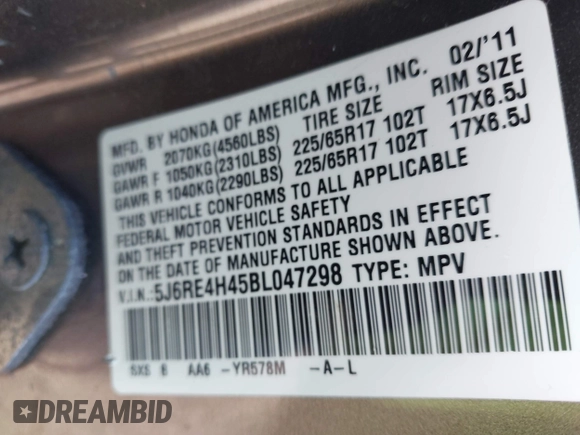 MFD. BY HONDA OF AMERICA MFG., INC. 02/'11
GVWR 2070KG(4560LBS) TIRE SIZE RIM SIZE
GAWR F 1050KG(2310LBS) 225/65R17 102T 17X6.5J
GAWR R 1040KG(2290LBS) 225/65R17 102T 17X6.5J
THIS VEHICLE CONFORMS TO ALL APPLICABLE
FEDERAL MOTOR VEHICLE SAFETY
AND THEFT PREVENTION STANDARDS IN EFFECT
ON THE DATE OF MANUFACTURE SHOWN ABOVE.
V.I.N.:5J6RE4H45BL047298 TYPE: MPV
SXS 6 AA6 -YR578M -A-L
DREAMBID